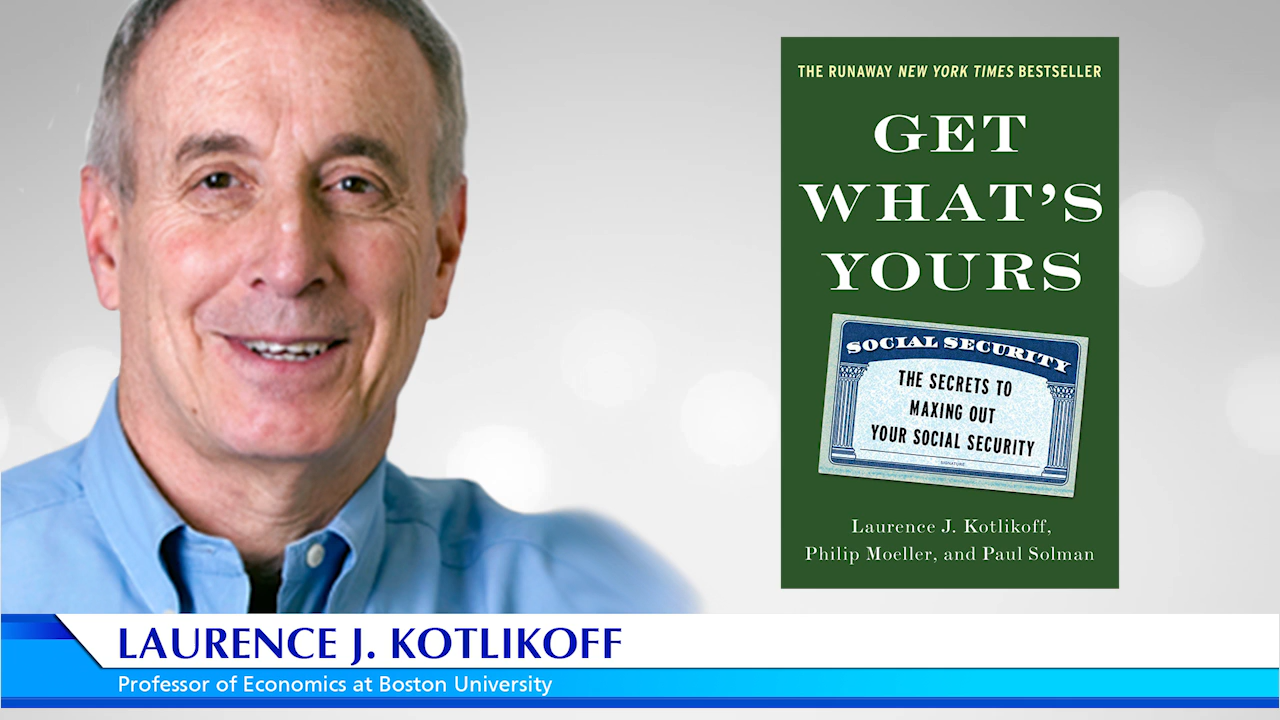 THE RUNAWAY NEW YORK TIMES BESTSELLER
GET
WHAT'S
YOURS
SOCIAL SECURITY
THE SECRETS TO
MAXING OUT
YOUR SOCIAL SECURITY
SIGNATURE
Laurence J. Kotlikoff,
Philip Moeller, and Paul Solman
LAURENCE J. KOTLIKOFF
Professor of Economics at Boston University